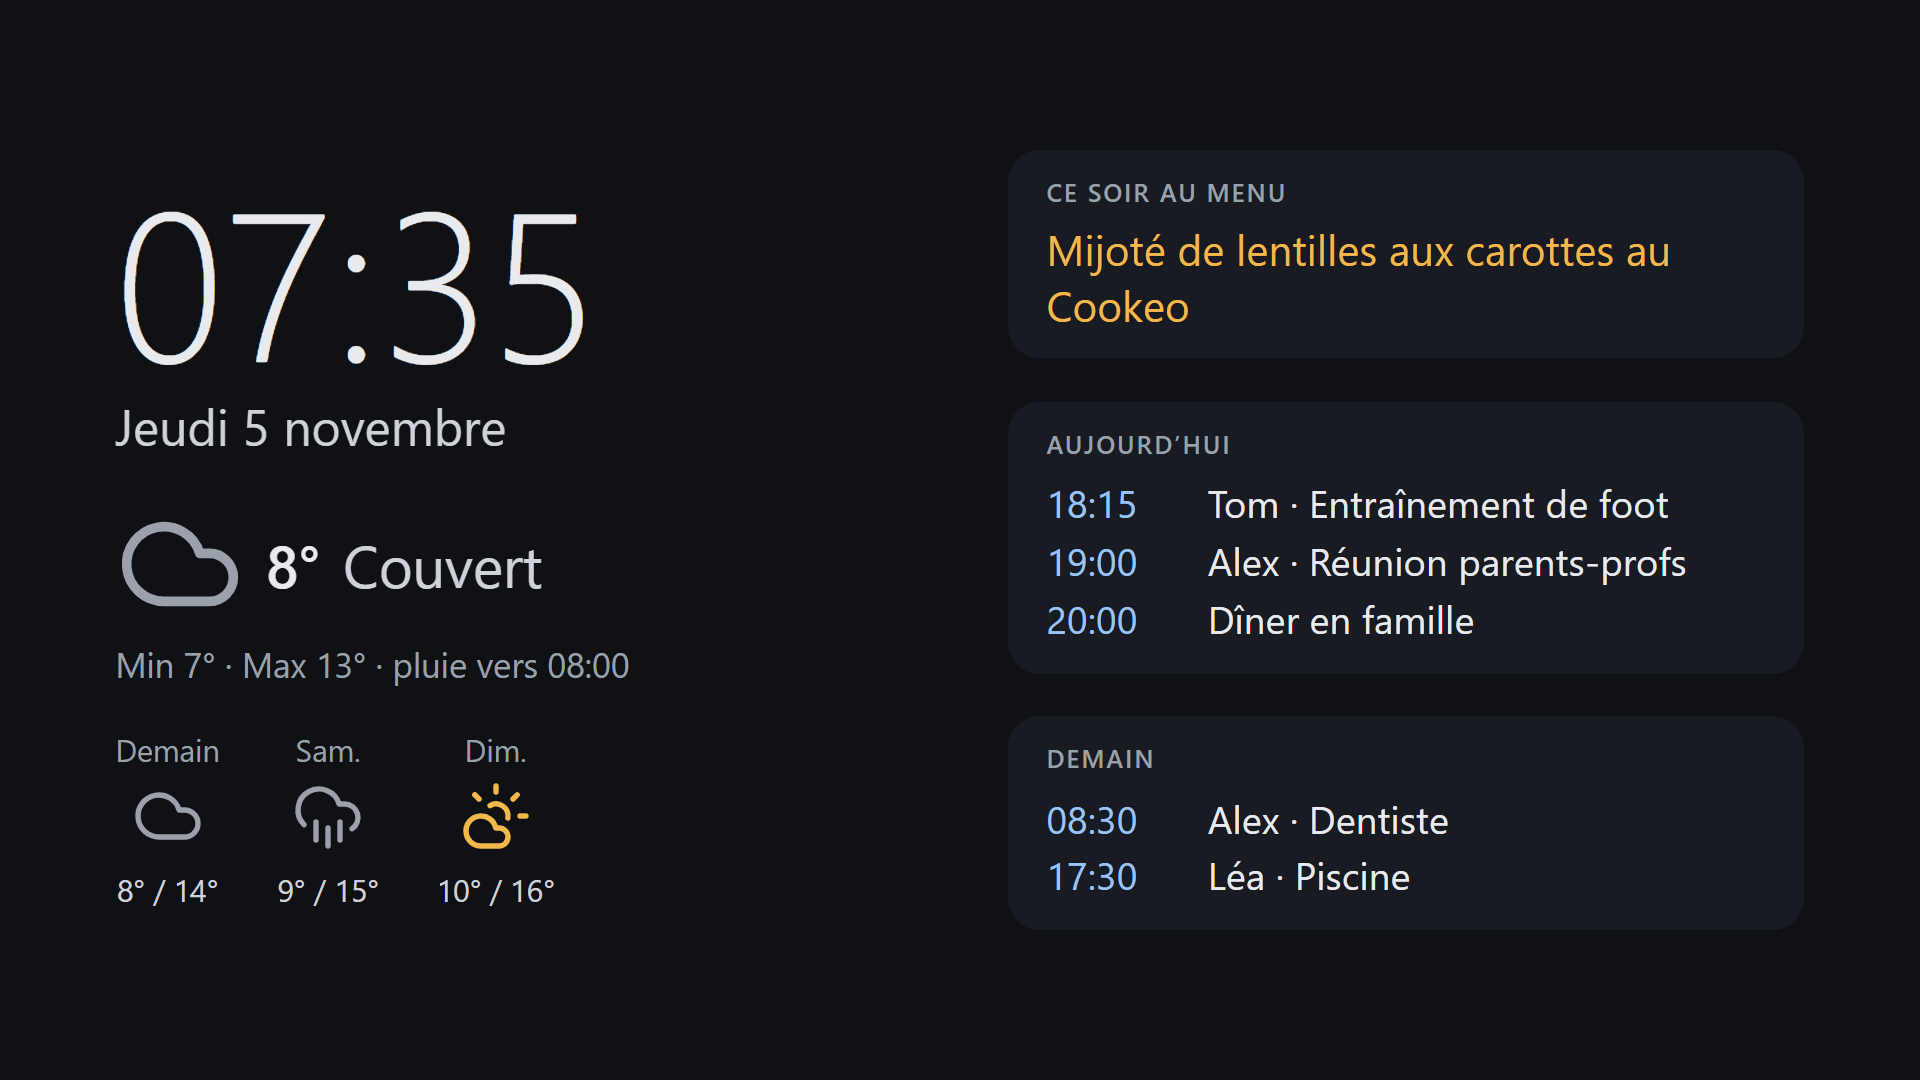 07:35
Jeudi 5 novembre
8° Couvert
Min 7° · Max 13° · pluie vers 08:00
Demain Sam. Dim.
8° / 14° 9° / 15° 10° / 16°
CE SOIR AU MENU
Mijoté de lentilles aux carottes au
Cookeo
AUJOURD’HUI
18:15 Tom · Entraînement de foot
19:00 Alex · Réunion parents-profs
20:00 Dîner en famille
DEMAIN
08:30 Alex · Dentiste
17:30 Léa · Piscine